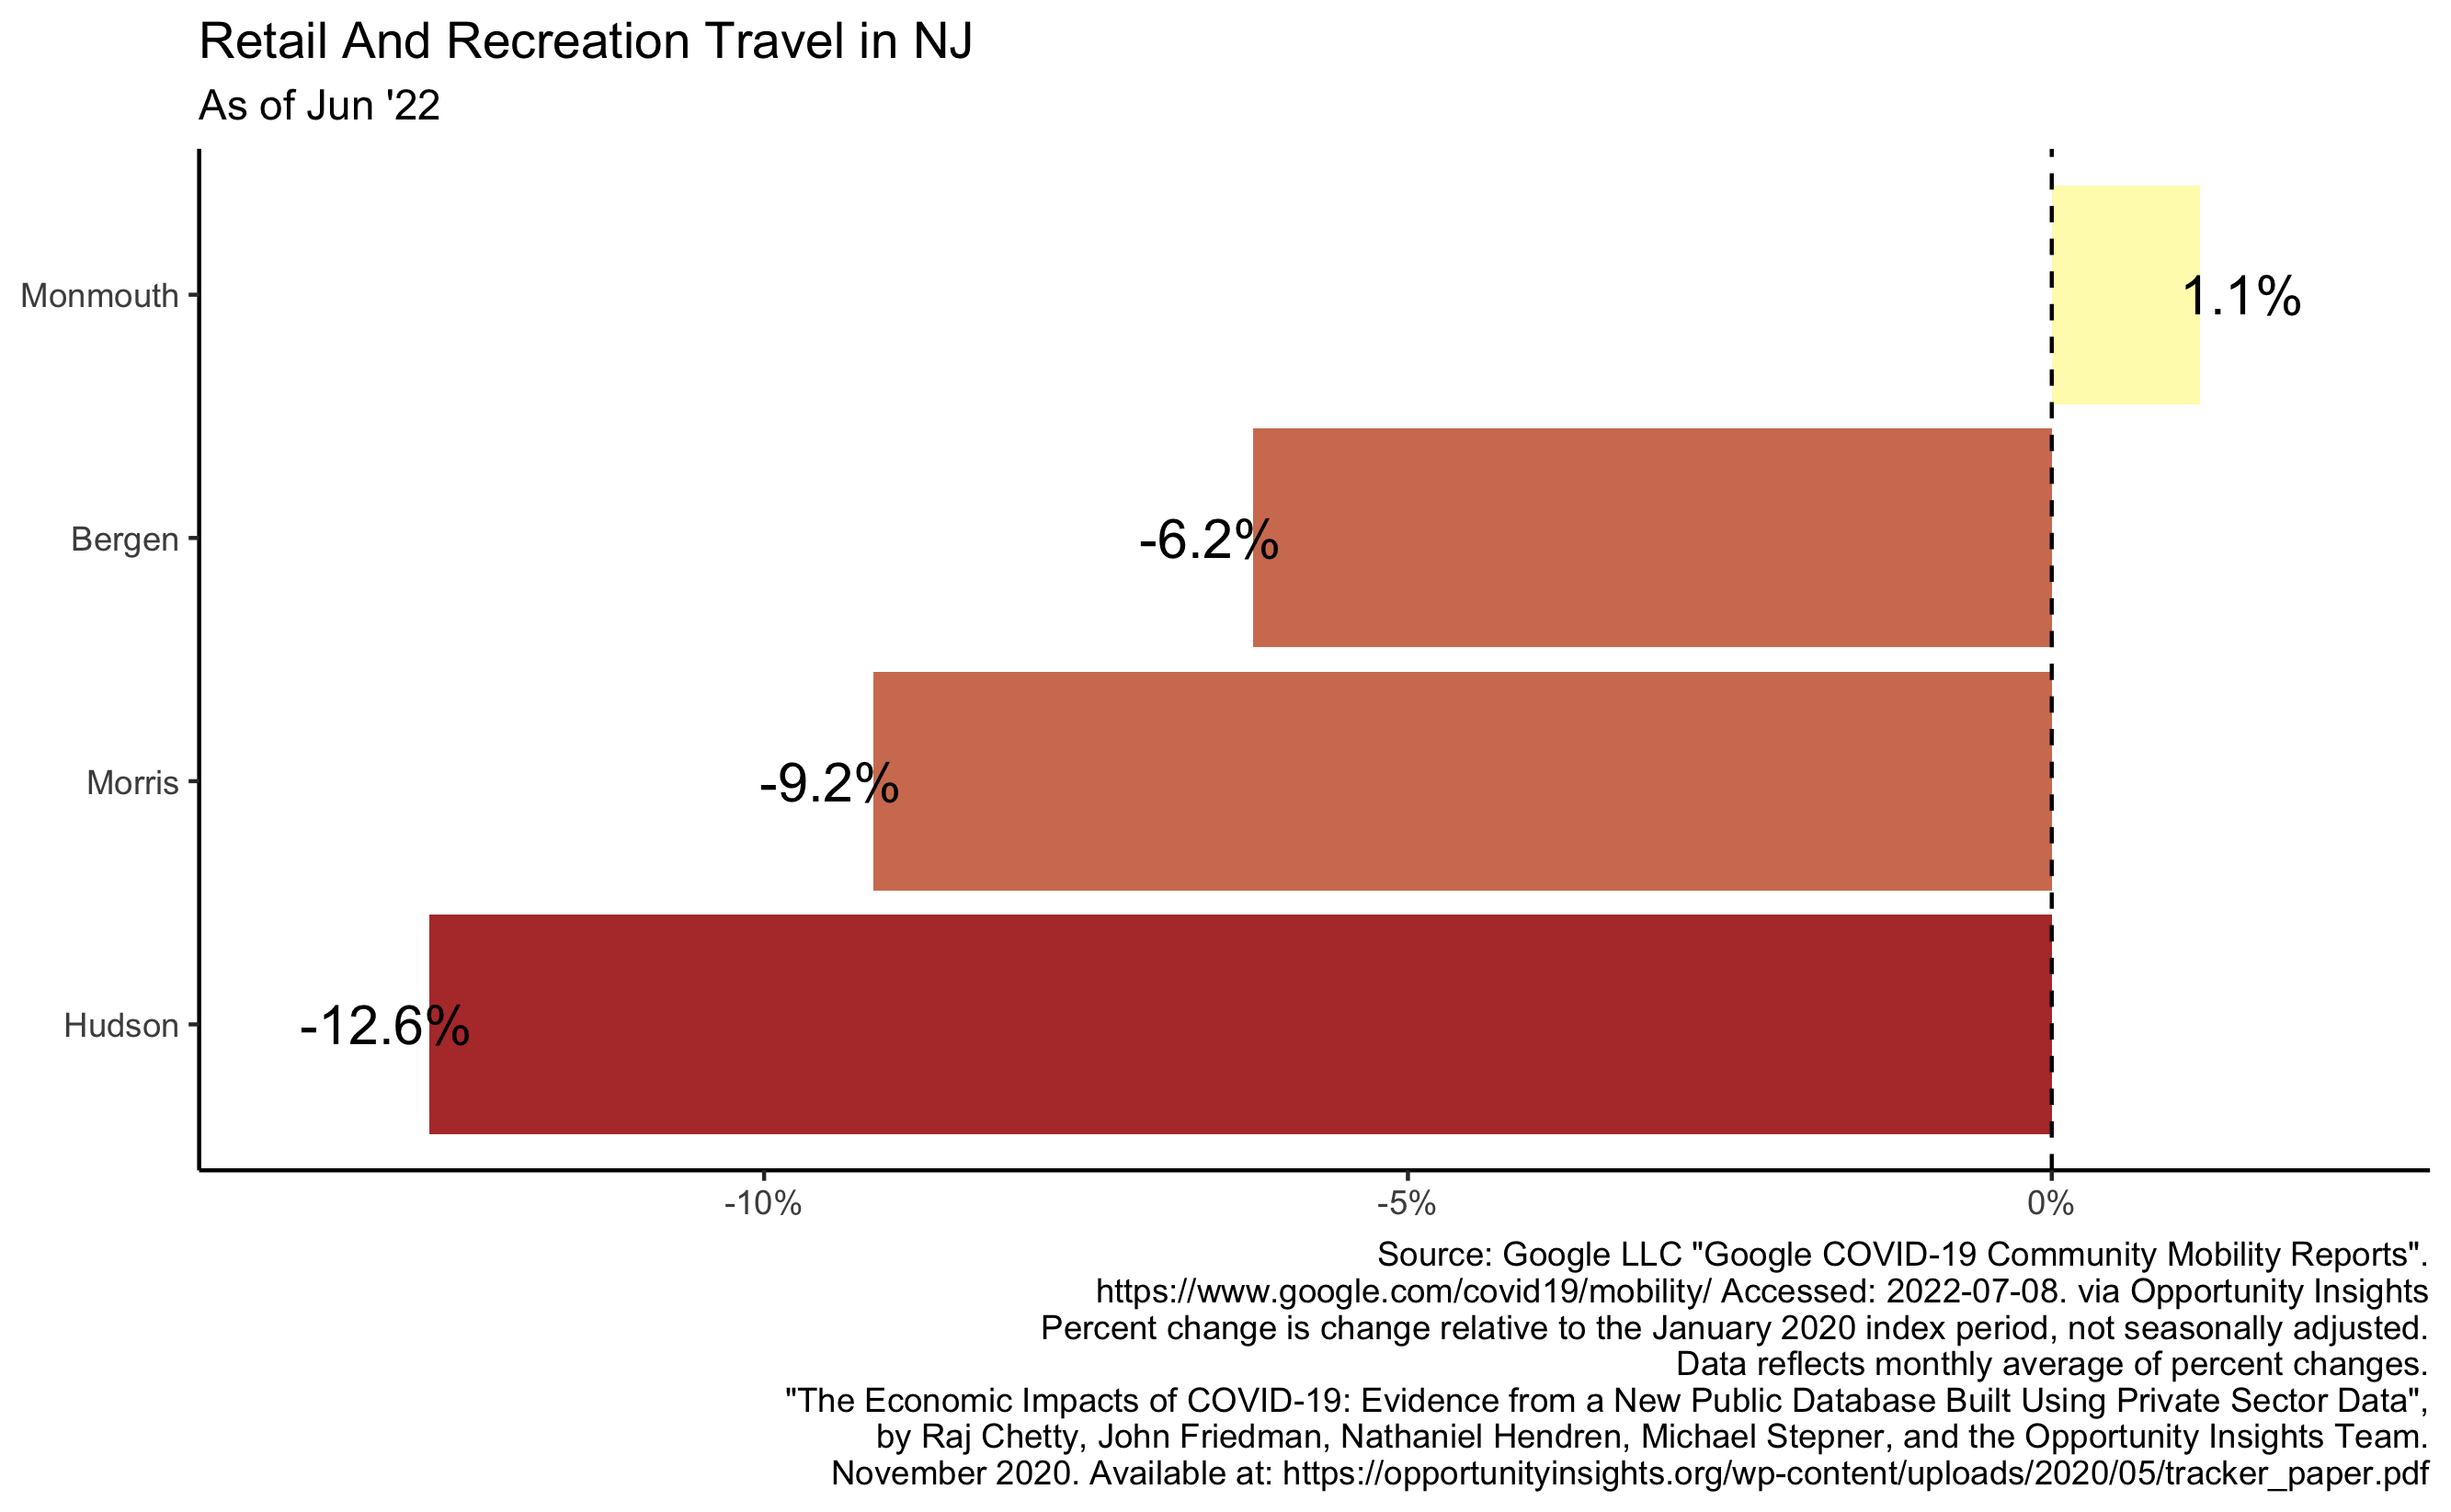 Retail And Recreation Travel in NJ
As of Jun '22
Monmouth
1.1%
Bergen
-6.2%
Morris
-9.2%
Hudson
-12.6%
-10%
-5%
0%
Source: Google LLC "Google COVID-19 Community Mobility Reports".
https://www.google.com/covid19/mobility/ Accessed: 2022-07-08. via Opportunity Insights
Percent change is change relative to the January 2020 index period, not seasonally adjusted.
Data reflects monthly average of percent changes.
"The Economic Impacts of COVID-19: Evidence from a New Public Database Built Using Private Sector Data",
by Raj Chetty, John Friedman, Nathaniel Hendren, Michael Stepner, and the Opportunity Insights Team.
November 2020. Available at: https://opportunityinsights.org/wp-content/uploads/2020/05/tracker_paper.pdf